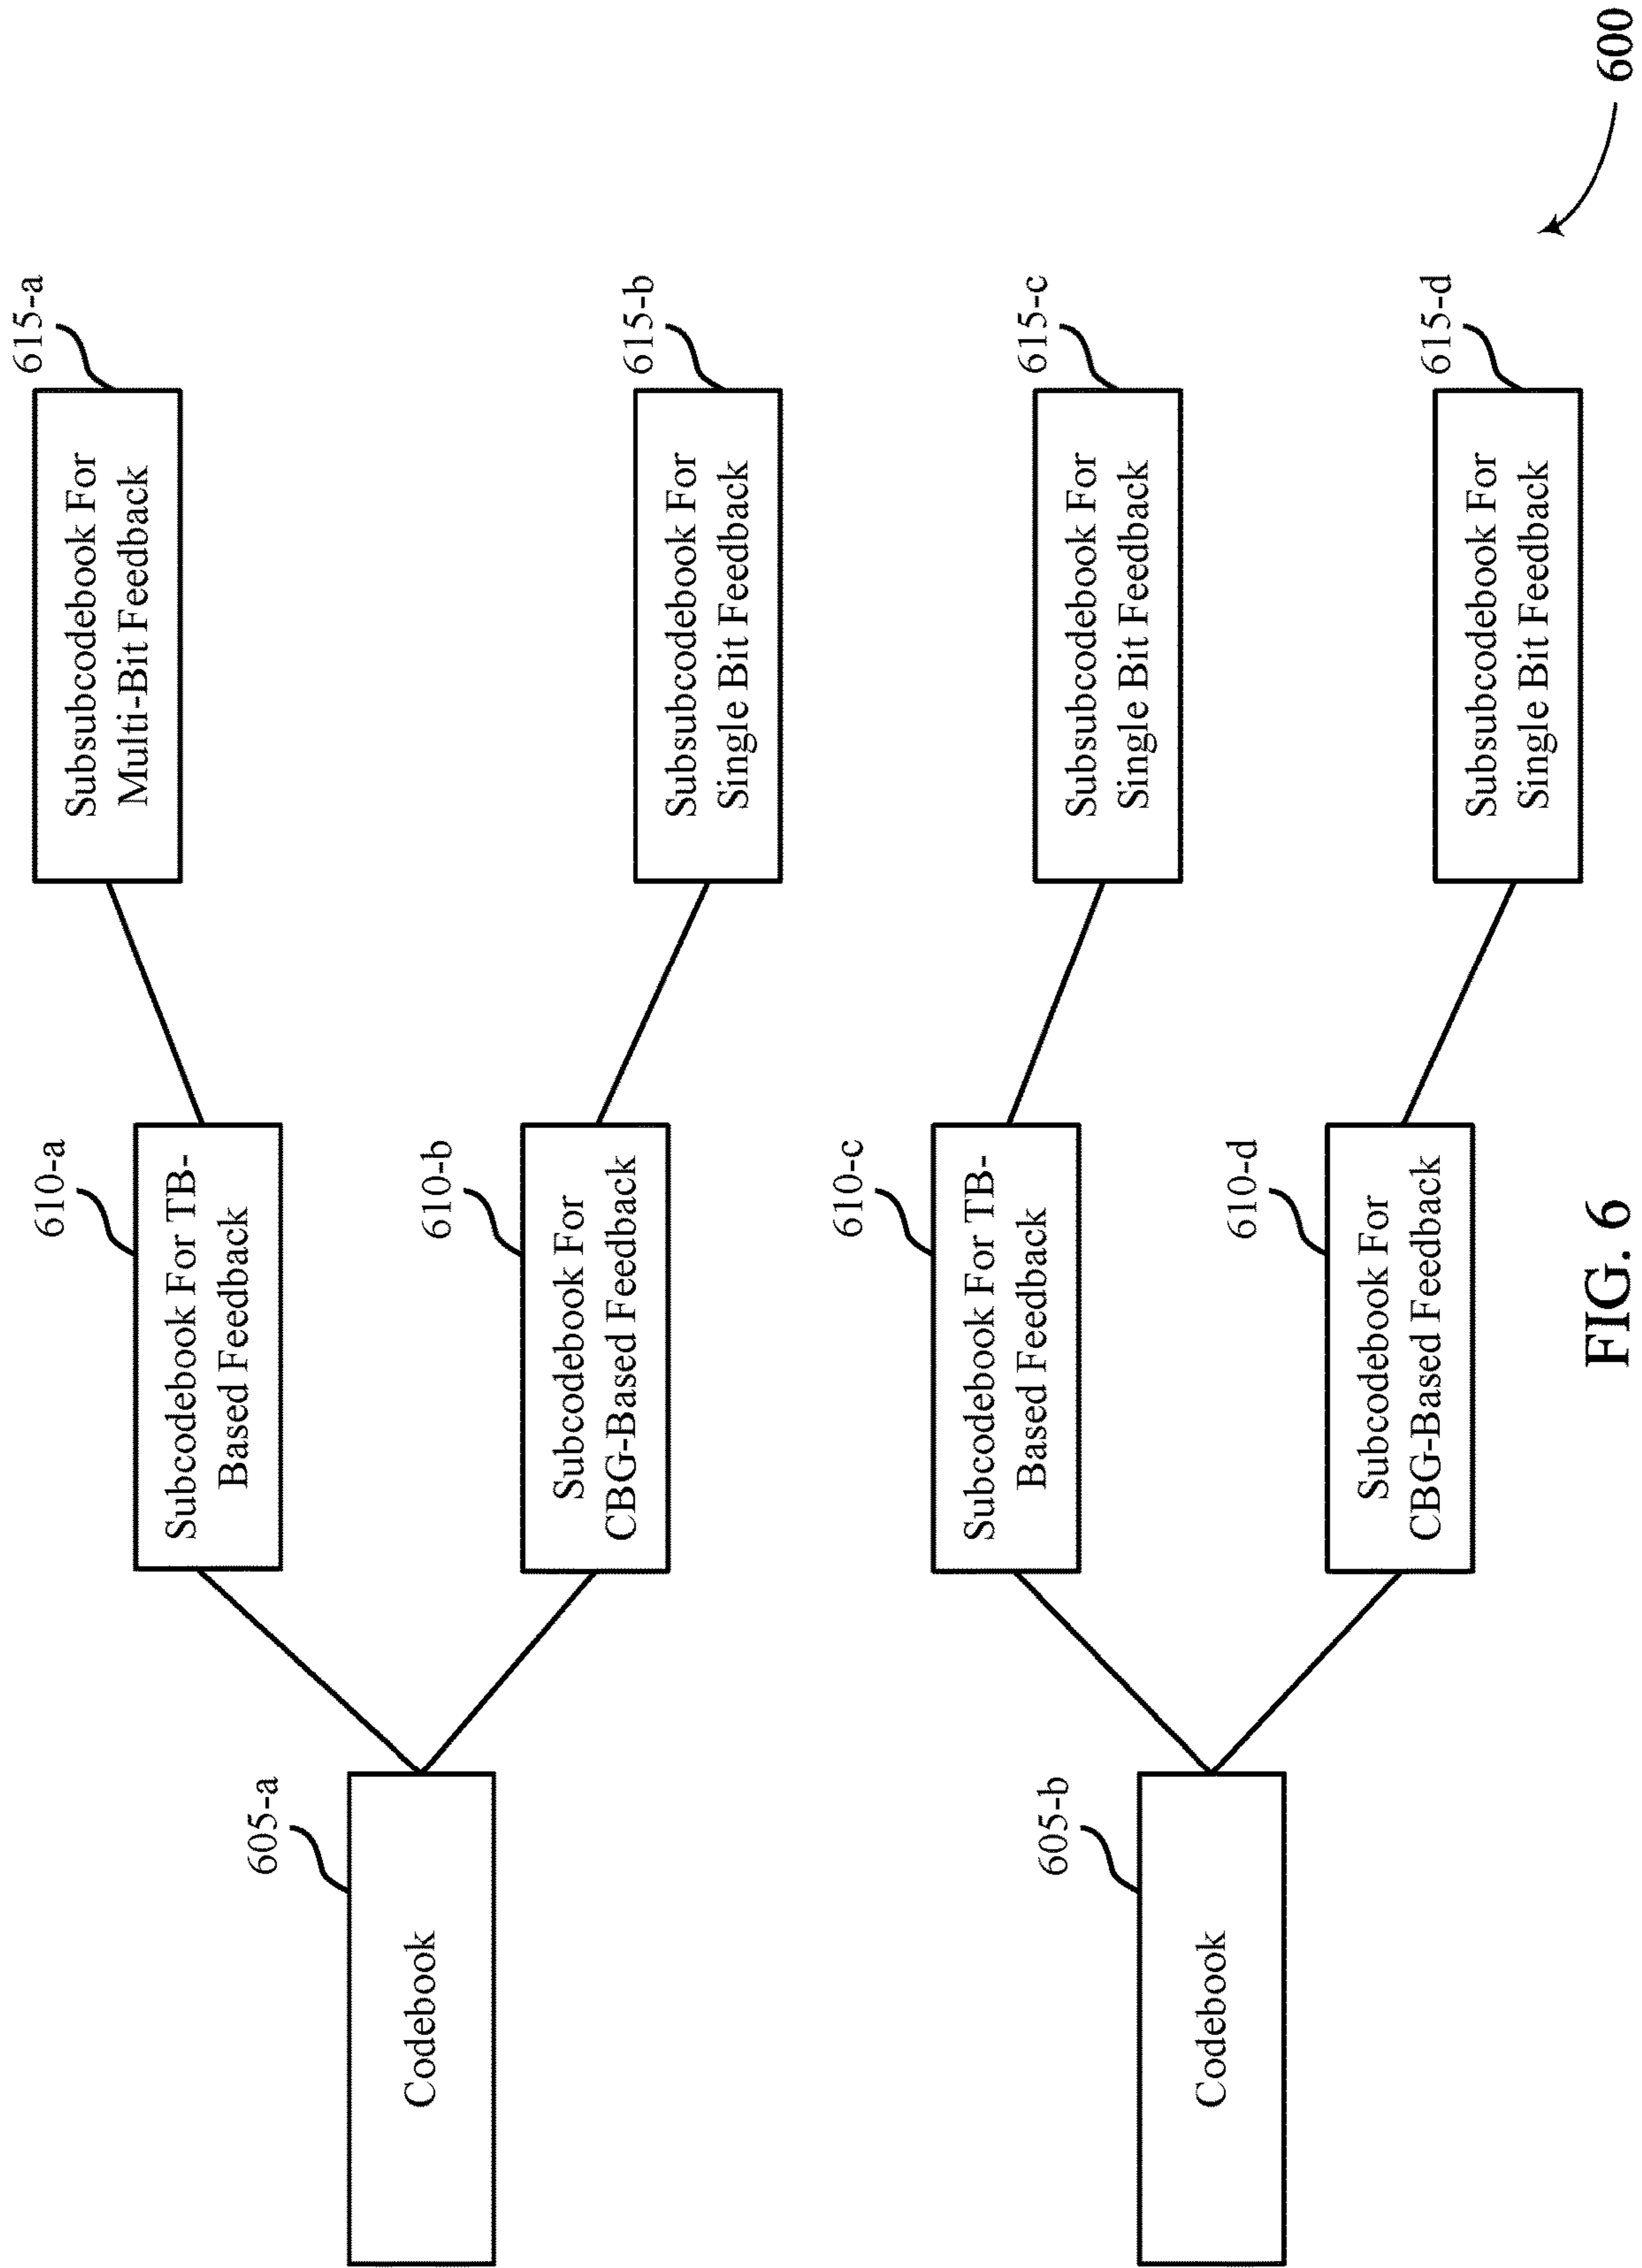 605-a
Codebook
610-a
Subcodebook For TB-
Based Feedback
615-a
Subsubcodebook For
Multi-Bit Feedback
610-b
Subcodebook For
CBG-Based Feedback
615-b
Subsubcodebook For
Single Bit Feedback
605-b
Codebook
610-c
Subcodebook For TB-
Based Feedback
615-c
Subsubcodebook For
Single Bit Feedback
610-d
Subcodebook For
CBG-Based Feedback
615-d
Subsubcodebook For
Single Bit Feedback
600
FIG. 6